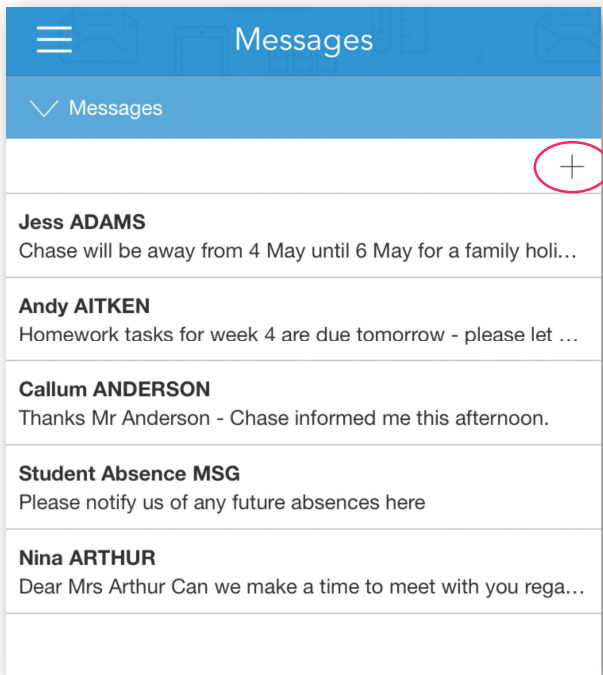 Messages
Messages
Jess ADAMS
Chase will be away from 4 May until 6 May for a family holi...
Andy AITKEN
Homework tasks for week 4 are due tomorrow - please let ...
Callum ANDERSON
Thanks Mr Anderson - Chase informed me this afternoon.
Student Absence MSG
Please notify us of any future absences here
Nina ARTHUR
Dear Mrs Arthur Can we make a time to meet with you rega...